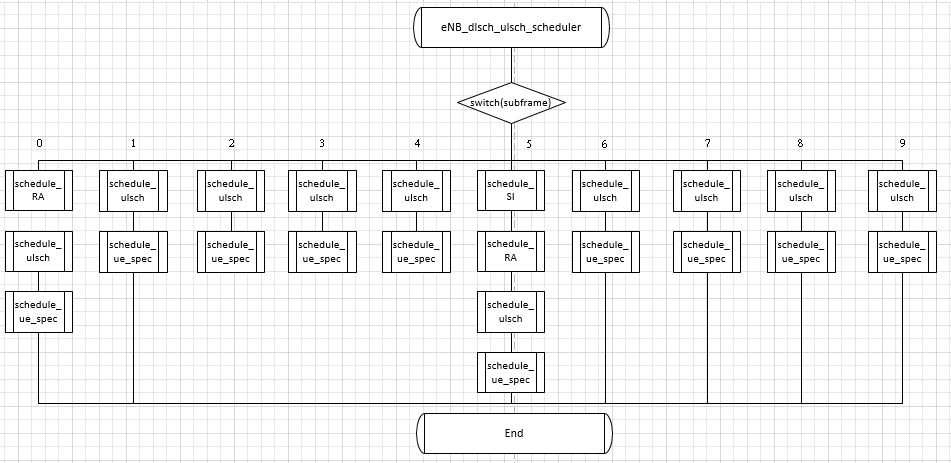 eNB_dlsch_ulsch_scheduler
switch(subframe)
0 1 2 3 4 5 6 7 8 9
schedule_
RA
schedule_
ulsch
schedule_
ulsch
schedule_
ulsch
schedule_
ulsch
schedule_
SI
schedule_
ulsch
schedule_
ulsch
schedule_
ulsch
schedule_
ulsch
schedule_
ulsch
schedule_
ue_spec
schedule_
ue_spec
schedule_
ue_spec
schedule_
ue_spec
schedule_
RA
schedule_
ue_spec
schedule_
ue_spec
schedule_
ue_spec
schedule_
ue_spec
schedule_
ue_spec
schedule_
ulsch
schedule_
ue_spec
End